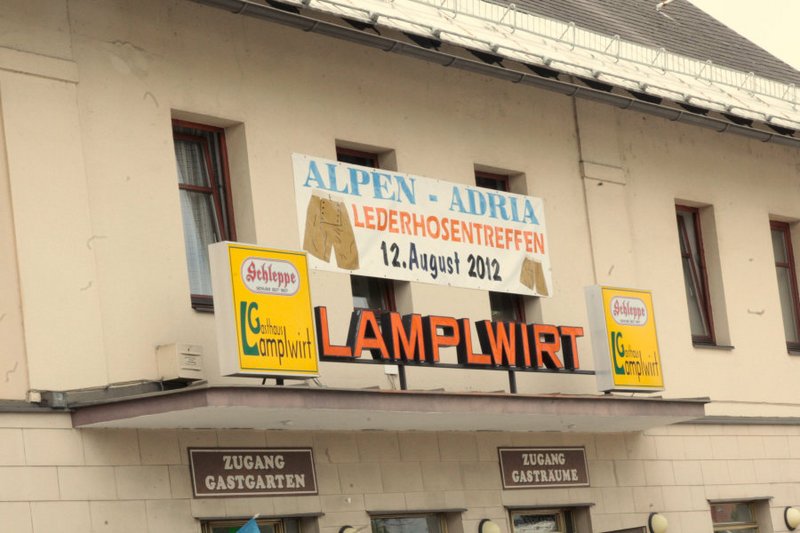 ALPEN - ADRIA
LEDERHOSENTREFFEN
12. August 2012
Schleppe
Gasthaus
Lamplwirt
LAMPLWIRT
Schleppe
Gasthaus
Lamplwirt
ZUGANG
GASTGARTEN
ZUGANG
GASTRÄUME